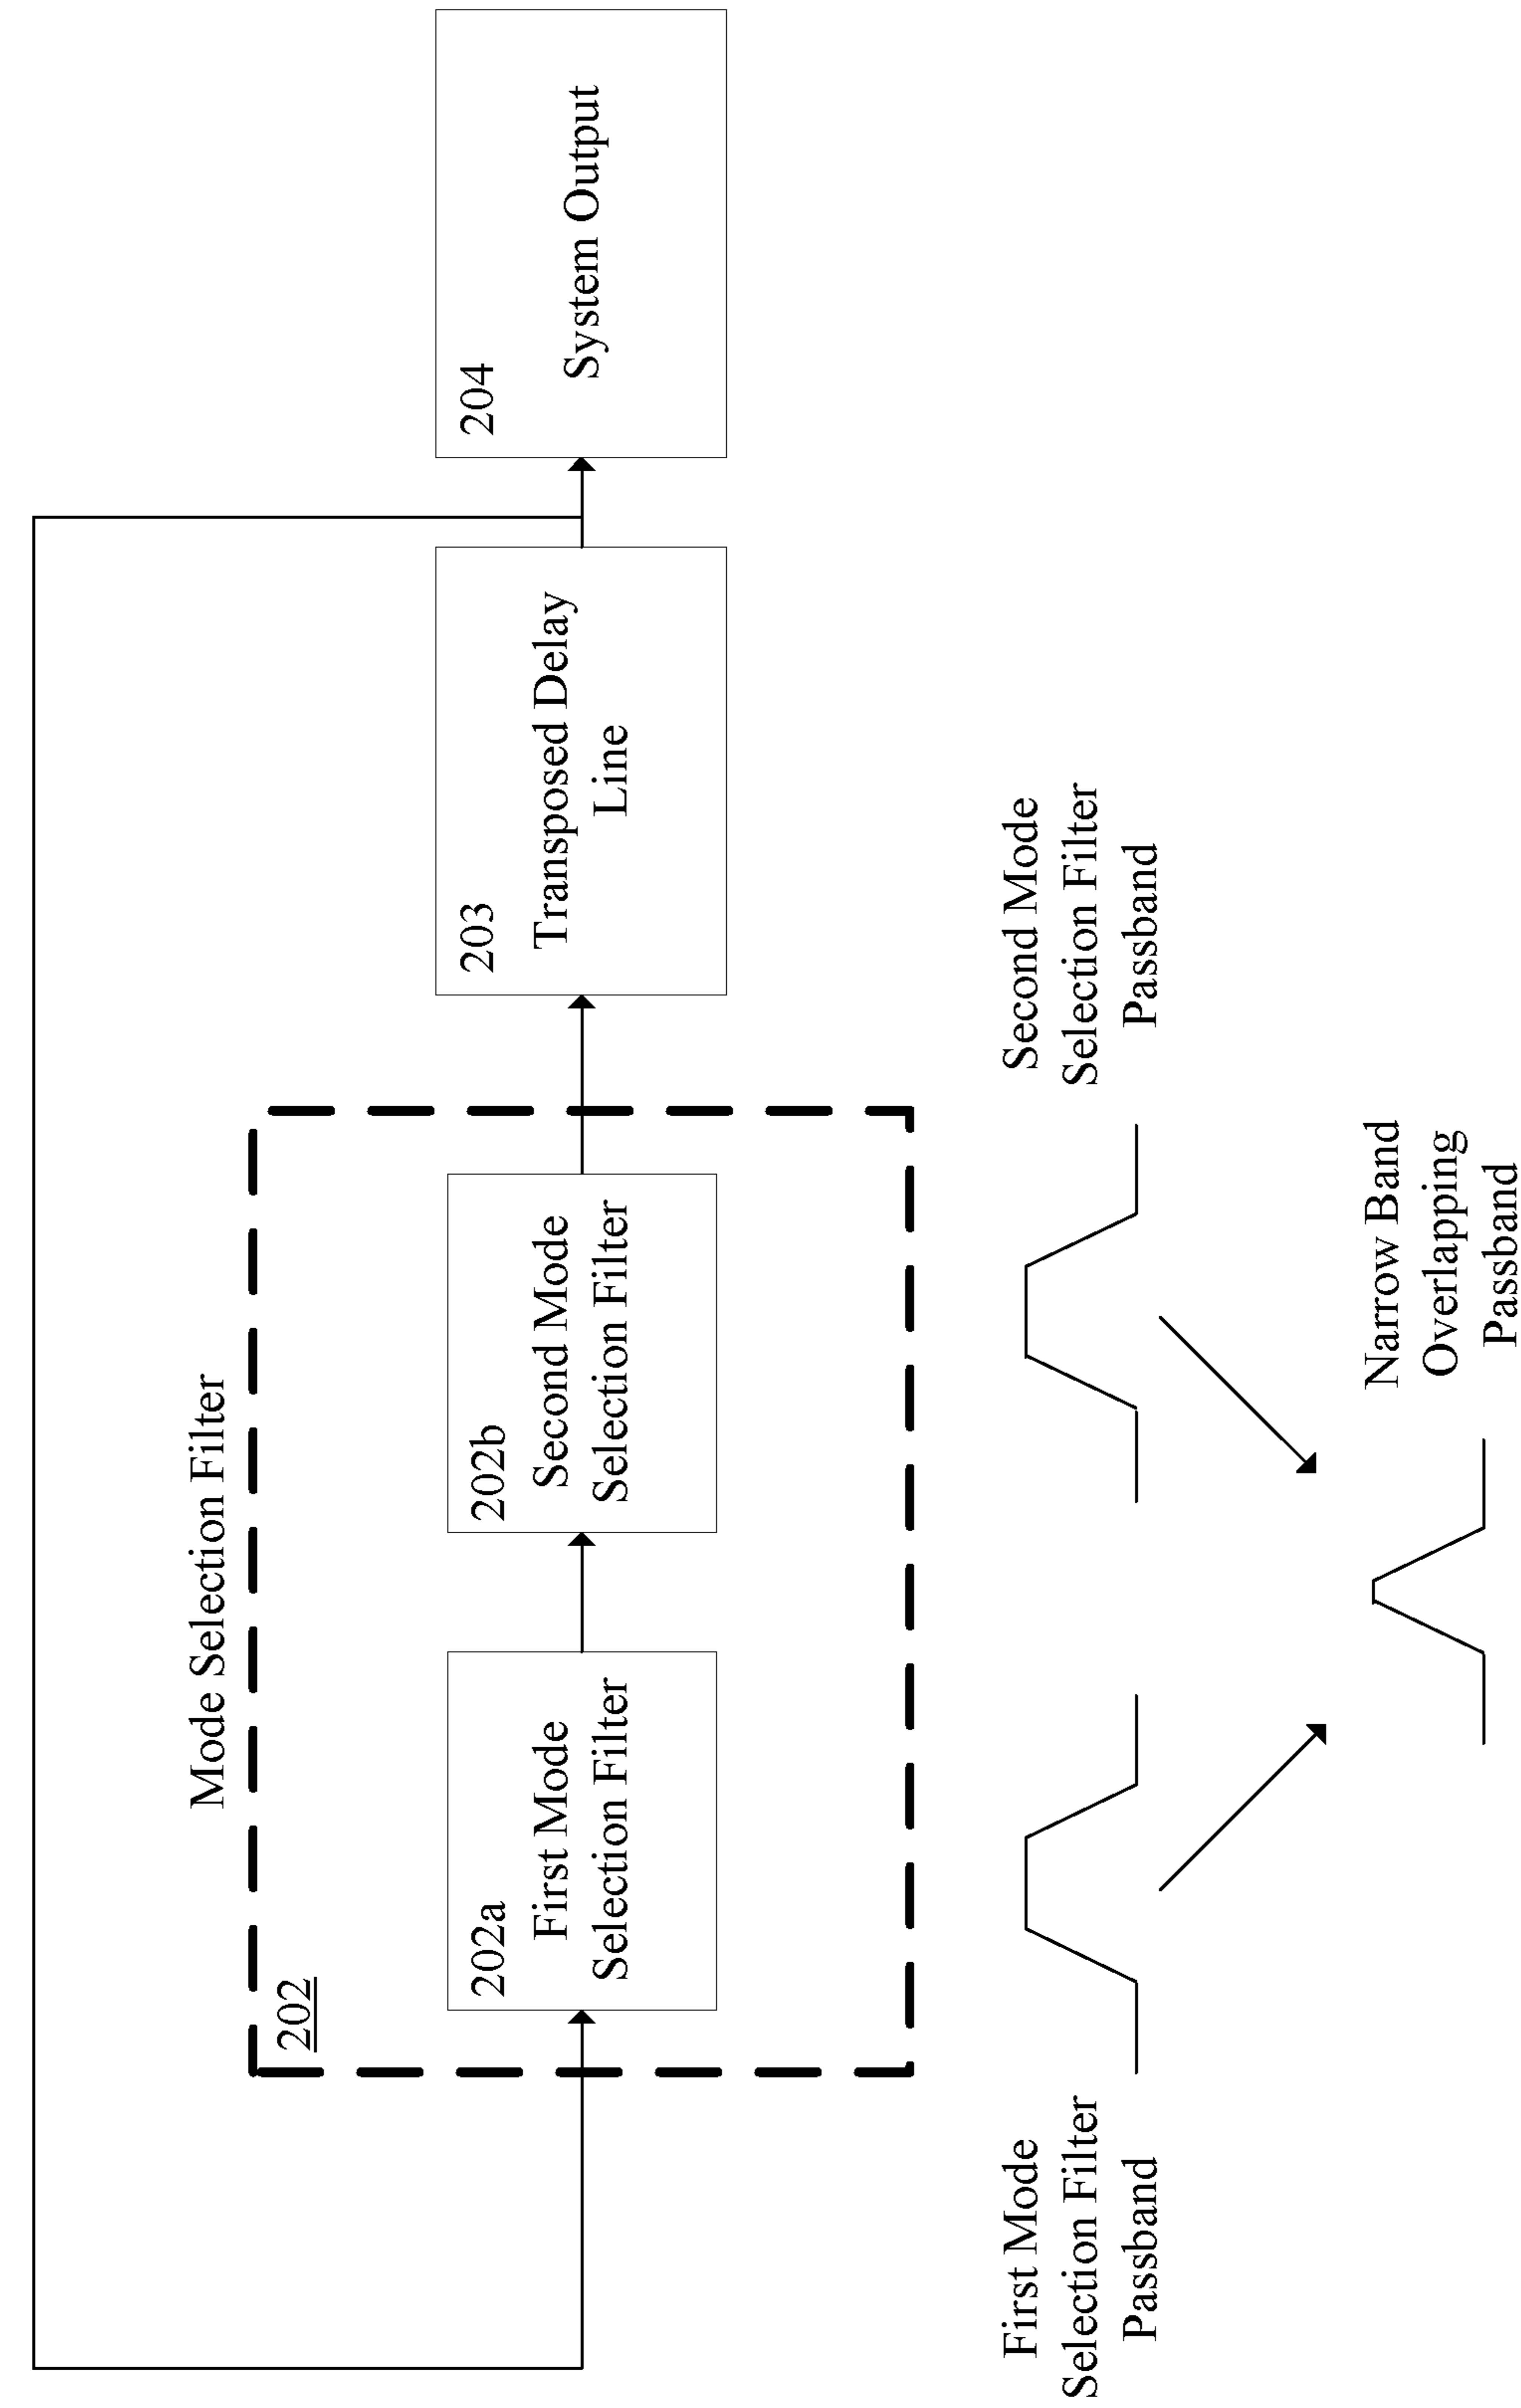 Mode Selection Filter
202
202a
First Mode
Selection Filter
202b
Second Mode
Selection Filter
203
Transposed Delay
Line
204
System Output
First Mode
Selection Filter
Passband
Second Mode
Selection Filter
Passband
Narrow Band
Overlapping
Passband